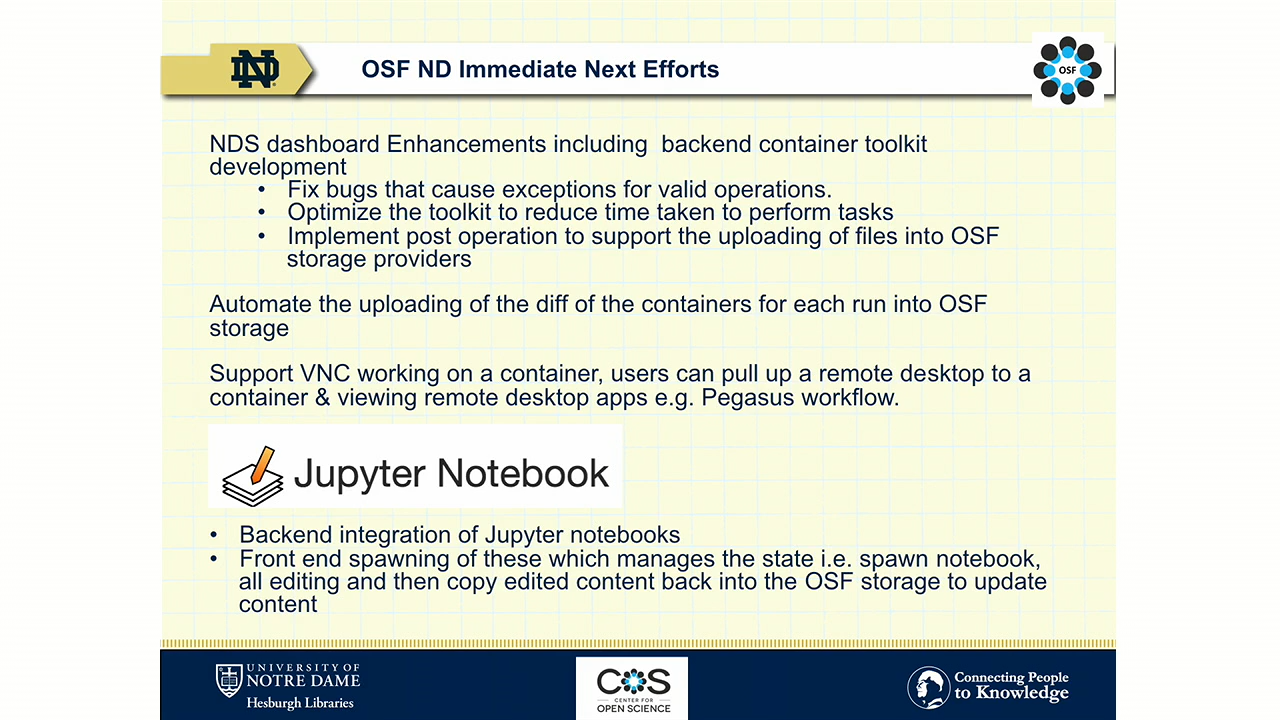 ND
OSF ND Immediate Next Efforts
OSF
NDS dashboard Enhancements including backend container toolkit
development
• Fix bugs that cause exceptions for valid operations.
• Optimize the toolkit to reduce time taken to perform tasks
• Implement post operation to support the uploading of files into OSF
storage providers
Automate the uploading of the diff of the containers for each run into OSF
storage
Support VNC working on a container, users can pull up a remote desktop to a
container & viewing remote desktop apps e.g. Pegasus workflow.
Jupyter Notebook
• Backend integration of Jupyter notebooks
• Front end spawning of these which manages the state i.e. spawn notebook,
all editing and then copy edited content back into the OSF storage to update
content
UNIVERSITY OF
NOTRE DAME
Hesburgh Libraries
COS
CENTER FOR
OPEN SCIENCE
Connecting People
to Knowledge